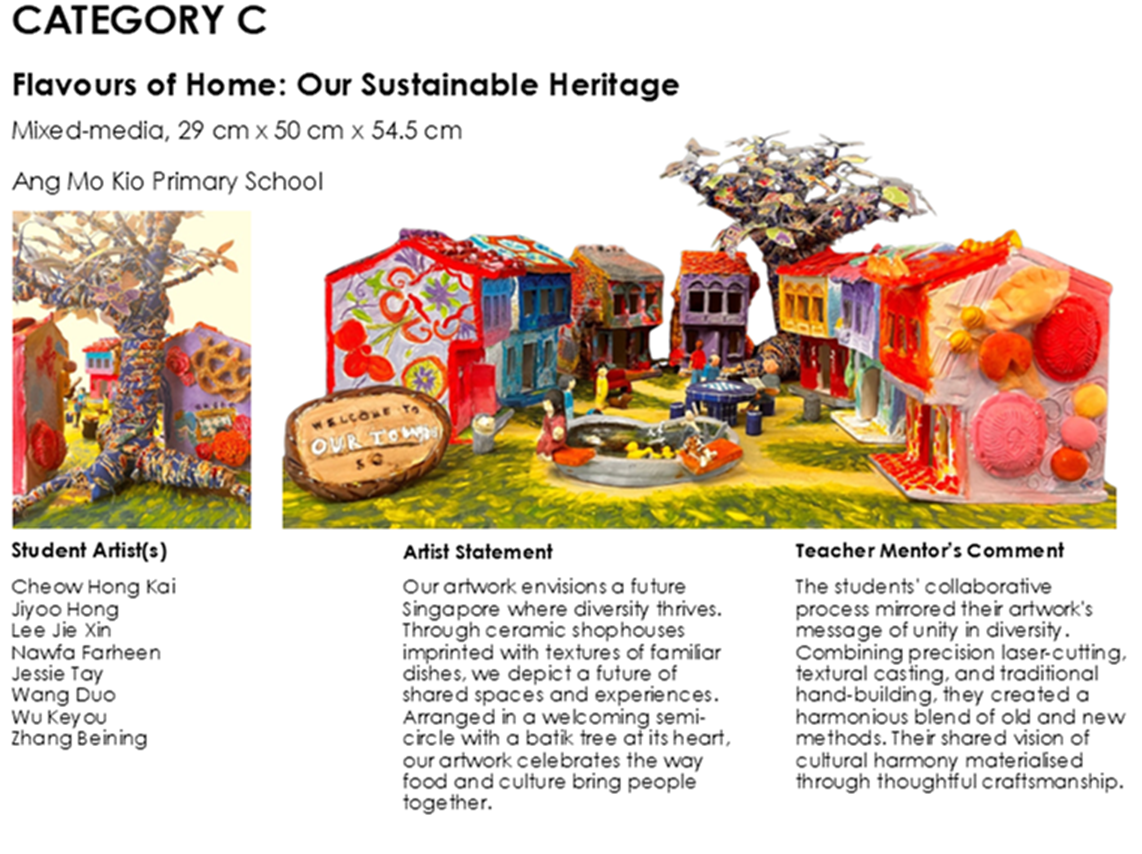 CATEGORY C
Flavours of Home: Our Sustainable Heritage
Mixed-media, 29 cm x 50 cm x 54.5 cm
Ang Mo Kio Primary School
WELCOME TO
OUR TOWN
Student Artist(s)
Cheow Hong Kai
Jiyoo Hong
Lee Jie Xin
Nawfa Farheen
Jessie Tay
Wang Duo
Wu Keyou
Zhang Beining
Artist Statement
Our artwork envisions a future
Singapore where diversity thrives.
Through ceramic shophouses
imprinted with textures of familiar
dishes, we depict a future of
shared spaces and experiences.
Arranged in a welcoming semi-
circle with a batik tree at its heart,
our artwork celebrates the way
food and culture bring people
together.
Teacher Mentor's Comment
The students' collaborative
process mirrored their artwork's
message of unity in diversity.
Combining precision laser-cutting,
textural casting, and traditional
hand-building, they created a
harmonious blend of old and new
methods. Their shared vision of
cultural harmony materialised
through thoughtful craftsmanship.